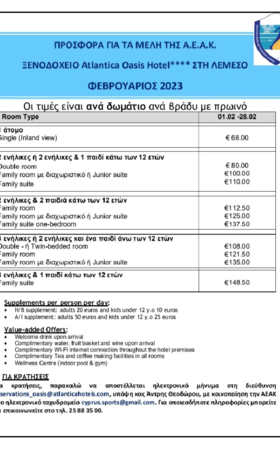 ΠΡΟΣΦΟΡΑ ΓΙΑ ΤΑ ΜΕΛΗ ΤΗΣ Α.Ε.Α.Κ.
ΞΕΝΟΔΟΧΕΙΟ Atlantica Oasis Hotel**** ΣΤΗ ΛΕΜΕΣΟ
ΦΕΒΡΟΥΑΡΙΟΣ 2023
Οι τιμές είναι ανά δωμάτιο ανά βράδυ με πρωινό
Room Type 01.02 -28.02
1 άτομο
Single (Inland view) € 68.00
2 ενήλικες ή 2 ενήλικες & 1 παιδί κάτω των 12 ετών
Double room € 80.00
Family room με διαχωριστικό ή Junior suite €100.00
Family suite €110.00
2 ενήλικες & 2 παιδιά κάτω των 12 ετών
Family room €112.50
Family room με διαχωριστικό ή Junior suite €125.00
Family suite one-bedroom €137.50
ενήλικες ή 2 ενήλικες και ένα παιδί άνω των 12 ετών
Double - ή Twin-bedded room €108.00
Family room με διαχωριστικό ή Junior suite €121.50
Family suite €135.00
ενήλικες & 1 παιδί κάτω των 12 ετών
Family suite €148.50
Supplements per person per day:
H/B supplement: adults 20 euros and kids under 12 y.o 10 euros
A/I supplement: adults 50 euros and kids under 12 y.o 25 euros
Value-added Offers:
Welcome drink upon arrival
Complimentary water, fruit basket and wine upon arrival
Complimentary WI-FI internet connection throughout the hotel premises
Complimentary Tea and coffee making facilities in all rooms
Wellness Centre (indoor pool & gym)
ΓΙΑ ΚΡΑΤΗΣΕΙΣ
κρατήσεις, παρακαλώ να αποστέλλεται ηλεκτρονικό μήνυμα στη διεύθυνση
servations_oasis@atlanticahotels.com, υπόψη κας Άντρης Θεοδώρου, με κοινοποίηση την ΑΕΑΚ
ο ηλεκτρονικό ταχυδρομείο cyprus.sports@gmail.com. Για οποιεσδήποτε πληροφορίες μπορείτε
επικοινωνείτε στο τηλ. 25 88 35 00.